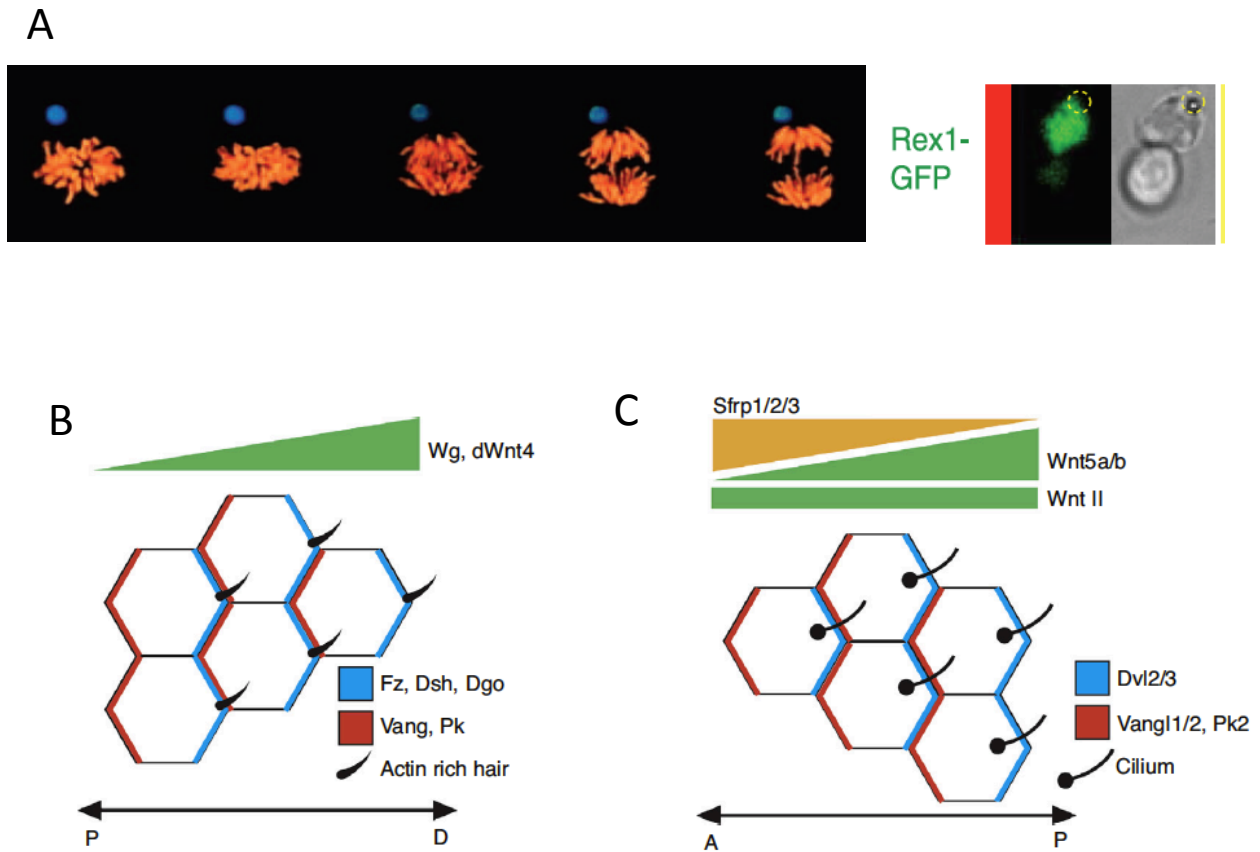 A
Rex1-
GFP
B
Wg, dWnt4
Fz, Dsh, Dgo
Vang, Pk
Actin rich hair
P
D
C
Sfrp1/2/3
Wnt5a/b
Wnt II
Dvl2/3
Vangl1/2, Pk2
Cilium
A
P